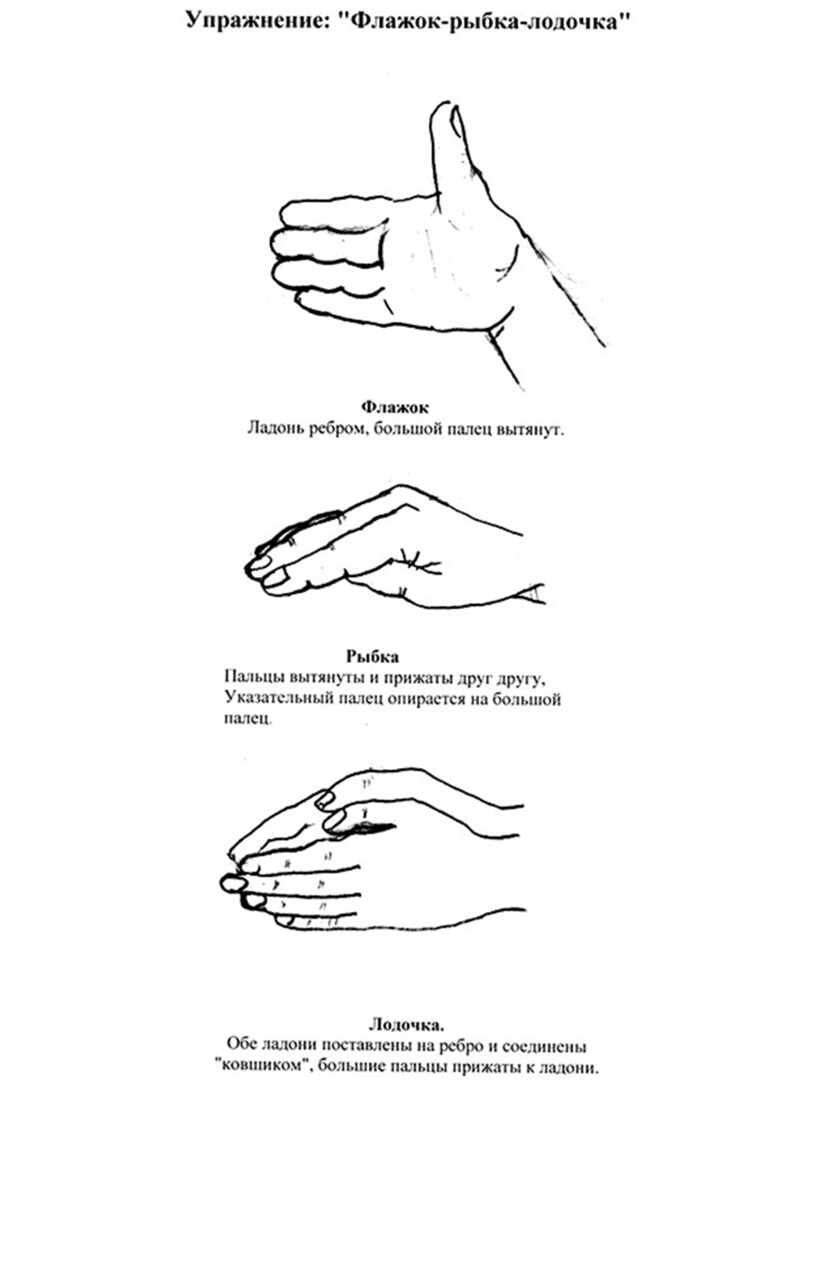 Упражнение: "Флажок-рыбка-лодочка"
Флажок
Ладонь ребром, большой палец вытянут.
Рыбка
Пальцы вытянуты и прижаты друг другу,
Указательный палец опирается на большой
палец.
Лодочка.
Обе ладони поставлены на ребро и соединены
"ковшиком", большие пальцы прижаты к ладони.